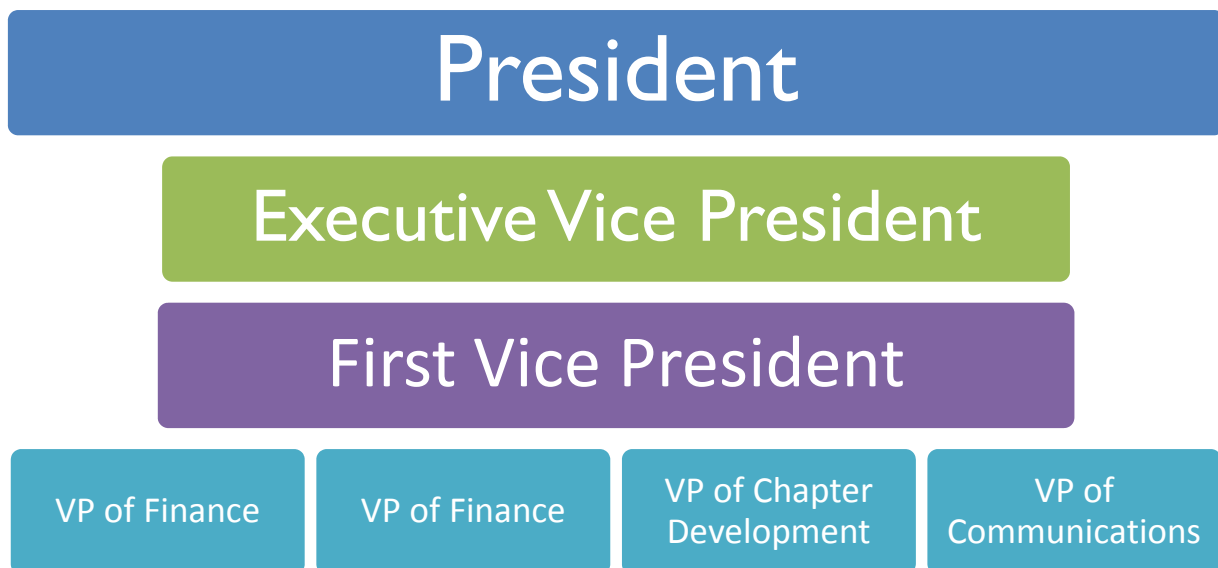 President
Executive Vice President
First Vice President
VP of Finance
VP of Finance
VP of Chapter
Development
VP of
Communications